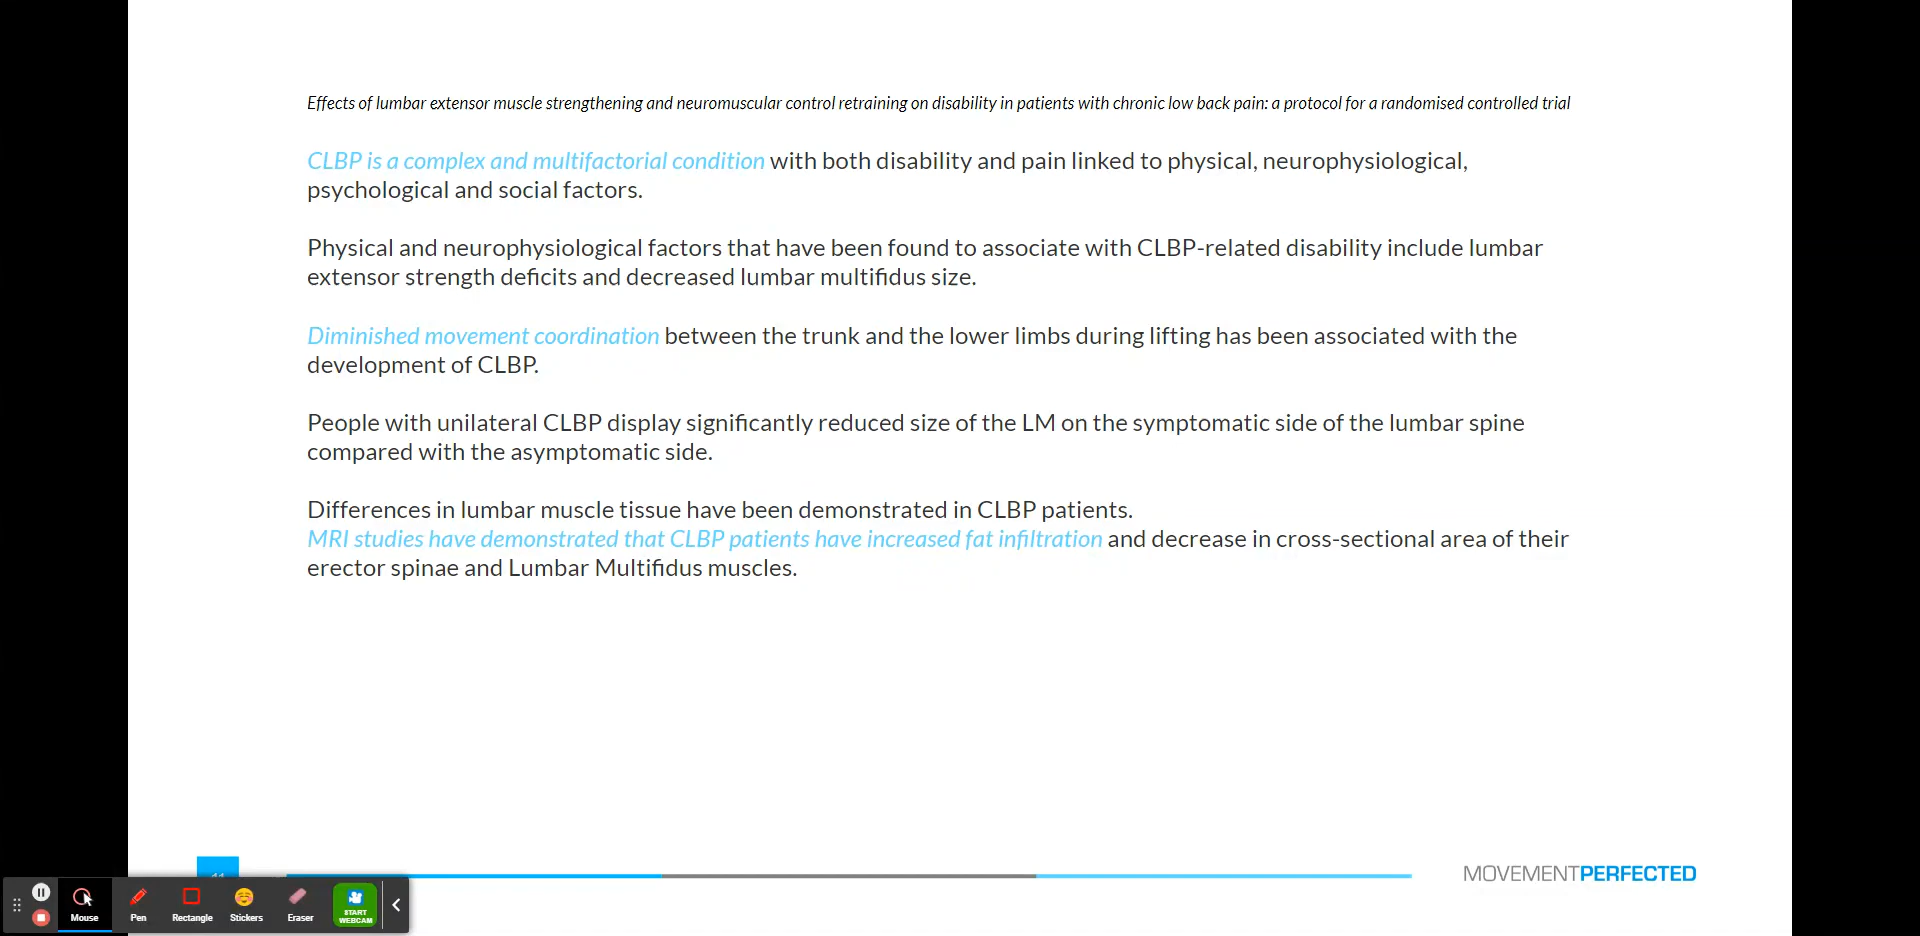 Effects of lumbar extensor muscle strengthening and neuromuscular control retraining on disability in patients with chronic low back pain: a protocol for a randomised controlled trial
CLBP is a complex and multifactorial condition with both disability and pain linked to physical, neurophysiological,
psychological and social factors.
Physical and neurophysiological factors that have been found to associate with CLBP-related disability include lumbar
extensor strength deficits and decreased lumbar multifidus size.
Diminished movement coordination between the trunk and the lower limbs during lifting has been associated with the
development of CLBP.
People with unilateral CLBP display significantly reduced size of the LM on the symptomatic side of the lumbar spine
compared with the asymptomatic side.
Differences in lumbar muscle tissue have been demonstrated in CLBP patients.
MRI studies have demonstrated that CLBP patients have increased fat infiltration and decrease in cross-sectional area of their
erector spinae and Lumbar Multifidus muscles.
MOVEMENTPERFECTED
Mouse Pen Rectangle Stickers Eraser START
WEBCAM